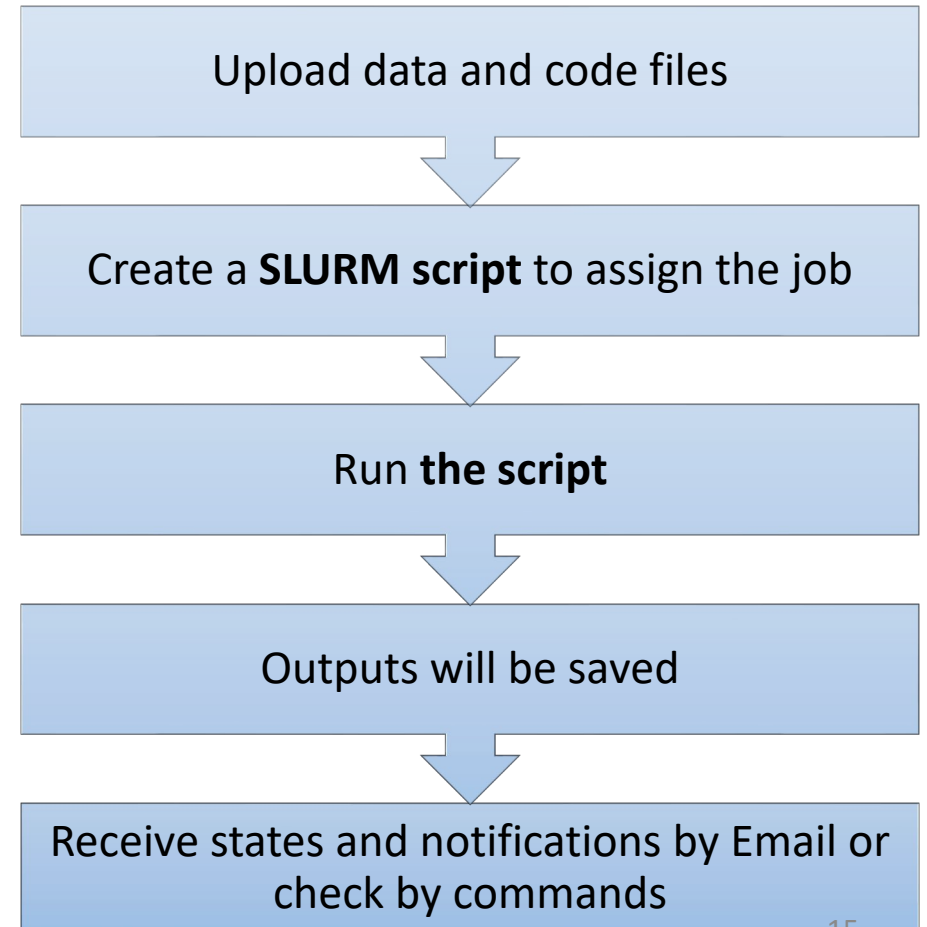 Upload data and code files
Create a SLURM script to assign the job
Run the script
Outputs will be saved
Receive states and notifications by Email or
check by commands
15